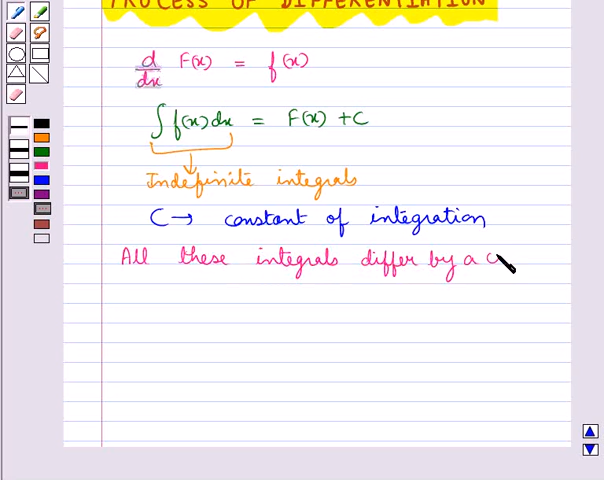 PROCESS OF DIFFERENTIATION
d/dx F(x) = f(x)
∫f(x)dx = F(x) + C
Indefinite integrals
C → constant of integration
All these integrals differ by a c